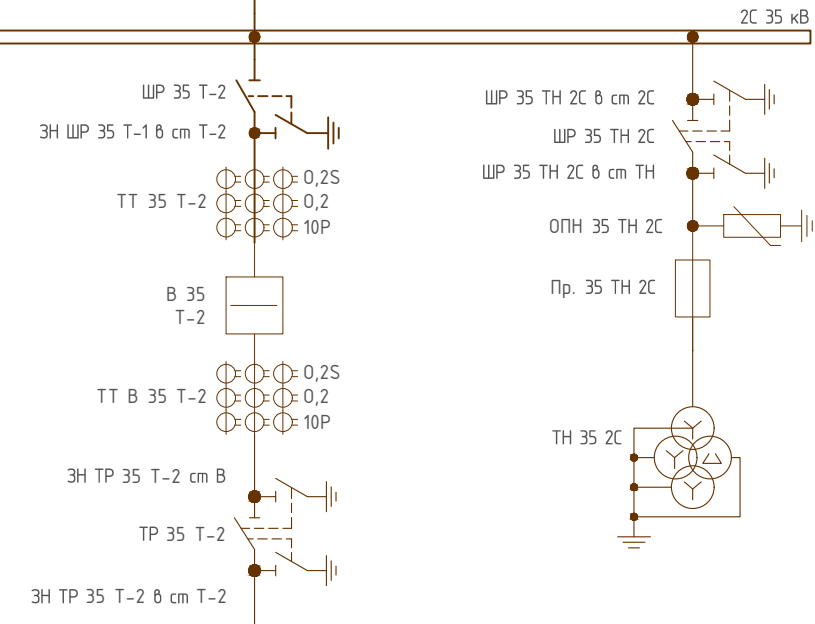 2С 35 кВ
ШР 35 Т-2
ЗН ШР 35 Т-1 в ст Т-2
ТТ 35 Т-2
0,2S
0,2
10Р
В 35
Т-2
ТТ В 35 Т-2
0,2S
0,2
10Р
ЗН ТР 35 Т-2 ст В
ТР 35 Т-2
ЗН ТР 35 Т-2 в ст Т-2
ШР 35 ТН 2С в ст 2С
ШР 35 ТН 2С
ШР 35 ТН 2С в ст ТН
ОПН 35 ТН 2С
Пр. 35 ТН 2С
ТН 35 2С